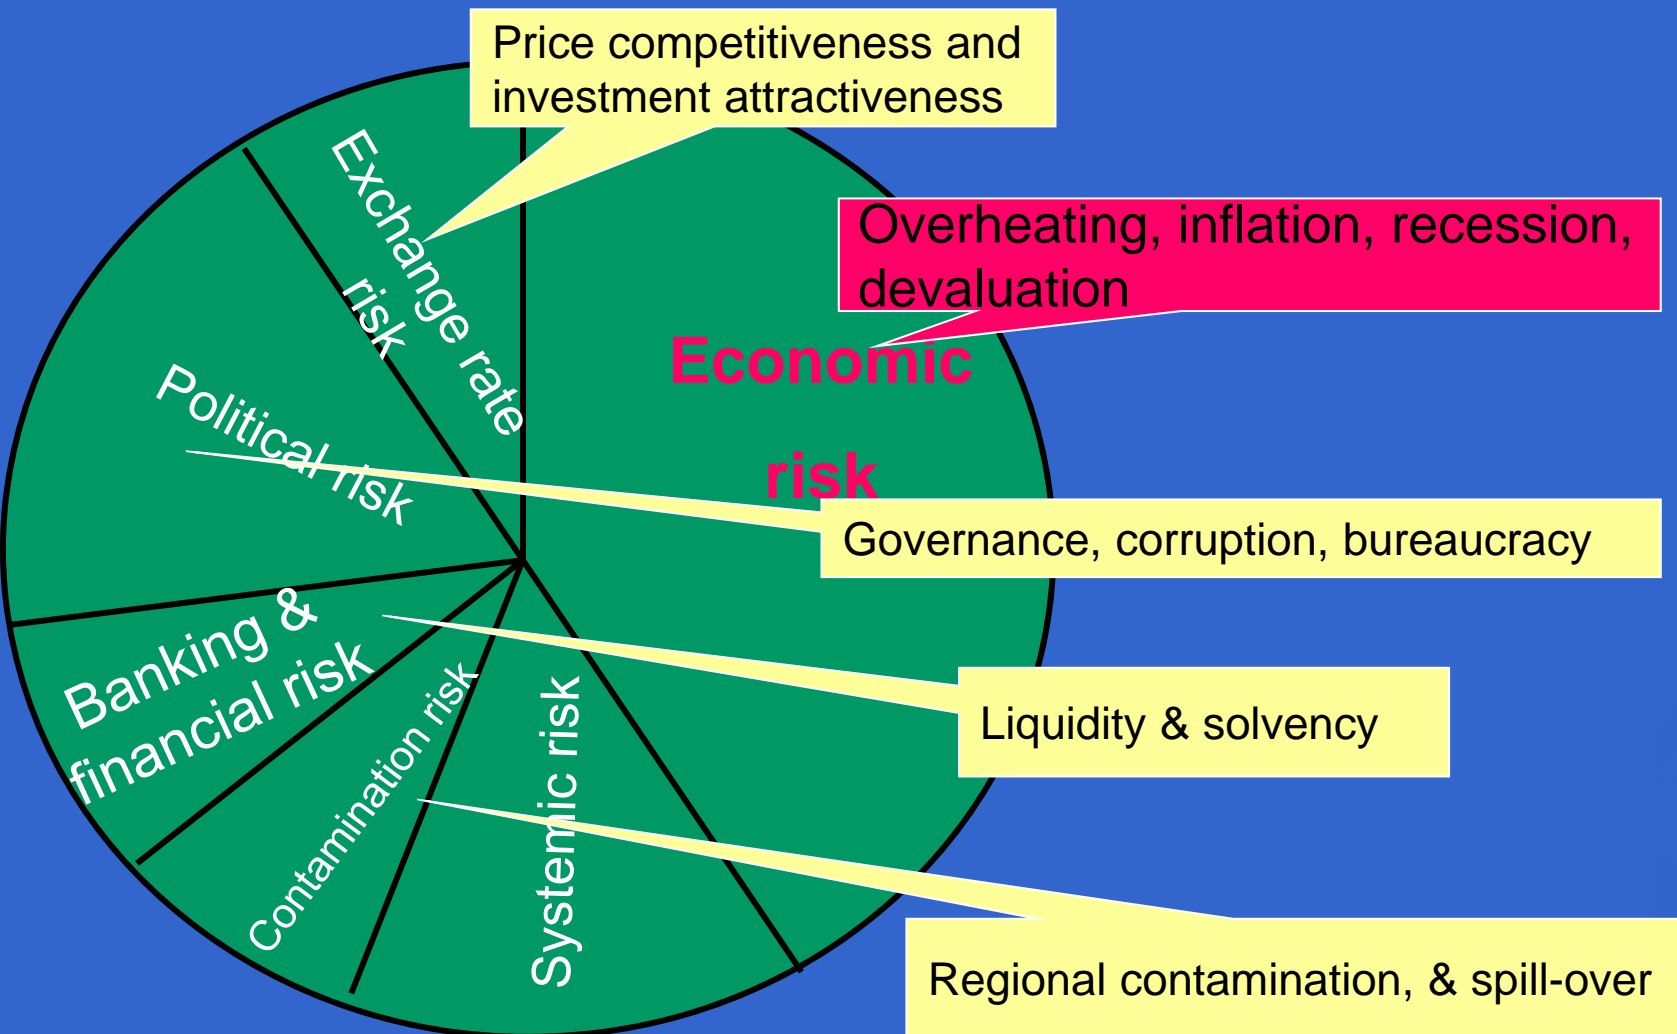 Price competitiveness and
investment attractiveness
Exchange rate
risk
Overheating, inflation, recession,
devaluation
Economic
risk
Political risk
Governance, corruption, bureaucracy
Banking &
financial risk
Liquidity & solvency
Contamination risk
Systemic risk
Regional contamination, & spill-over